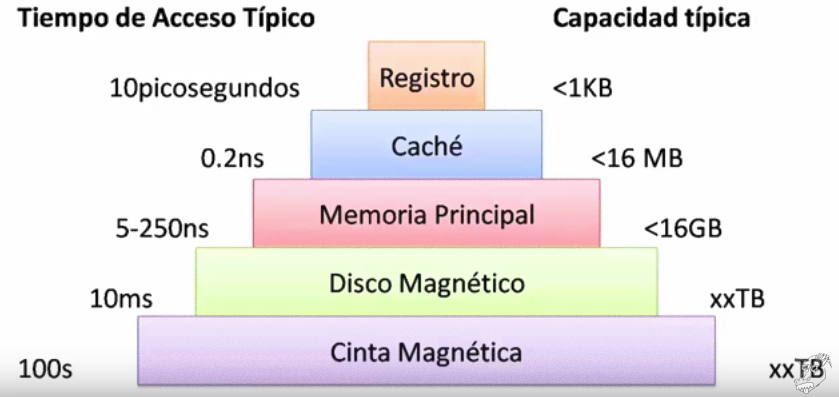 Tiempo de Acceso Típico Capacidad típica
10picosegundos Registro <1KB
0.2ns Caché <16 MB
5-250ns Memoria Principal <16GB
10ms Disco Magnético xxTB
100s Cinta Magnética xxTB